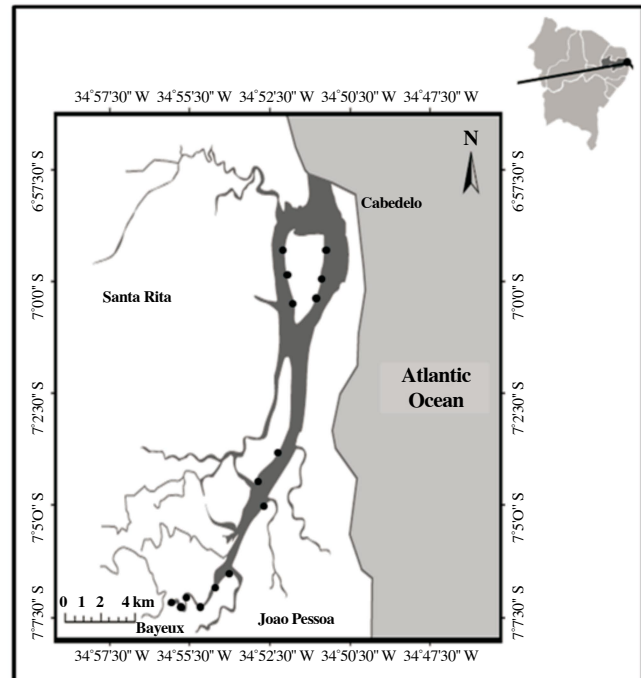 34°57'30" W 34°55'30" W 34°52'30" W 34°50'00" W 34°47'30" W
N
6°57'30" S
6°57'30" S
Cabedelo
Santa Rita
7°0'0" S
7°0'0" S
Atlantic
Ocean
7°2'30" S
7°2'30" S
7°5'O" S
7°5'O" S
0 1 2 4 km
Bayeux
Joao Pessoa
7°7'30" S
7°7'30" S
34°57'30" W 34°55'30" W 34°52'30" W 34°50'00" W 34°47'30" W